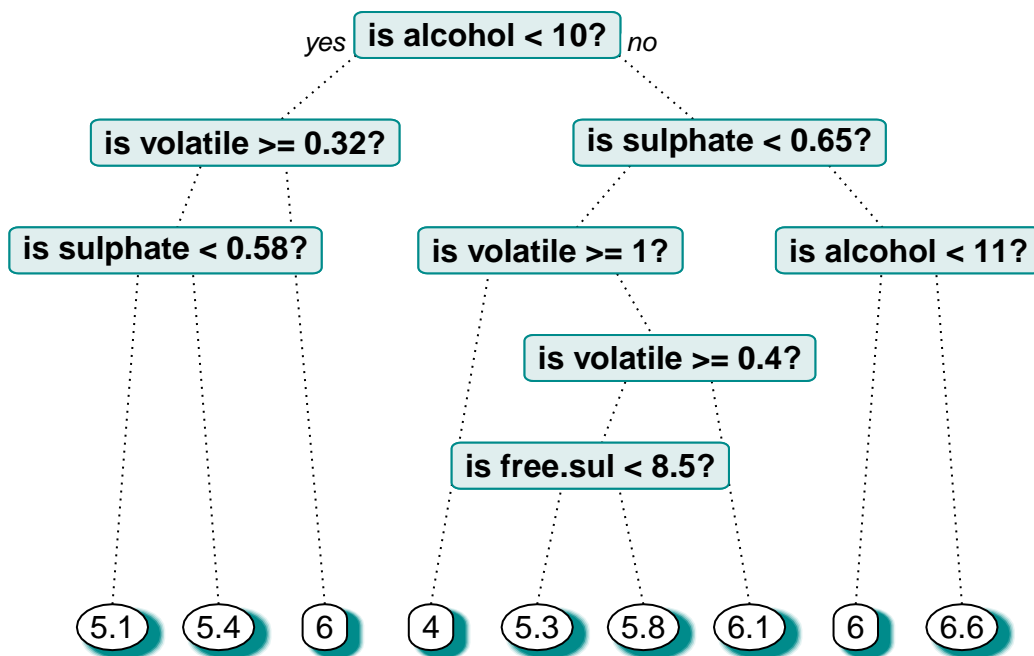 yes is alcohol < 10? no
is volatile >= 0.32?
is sulphate < 0.65?
is sulphate < 0.58?
is volatile >= 1?
is alcohol < 11?
is volatile >= 0.4?
is free.sul < 8.5?
5.1
5.4
6
4
5.3
5.8
6.1
6
6.6